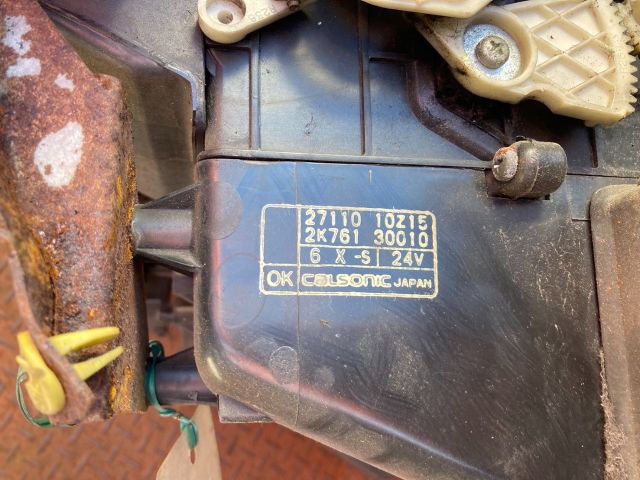 27110 10Z15
2K761 30010
6 X -S 24V
OK calsonic JAPAN